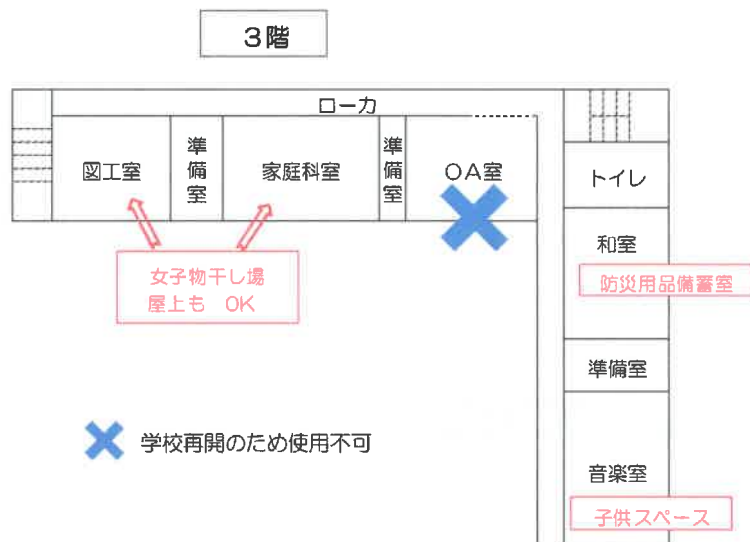 3階
ローカ
図工室
準備室
家庭科室
準備室
OA室
トイレ
和室
防災用品備蓄室
女子物干し場
屋上も OK
準備室
学校再開のため使用不可
音楽室
子供スペース